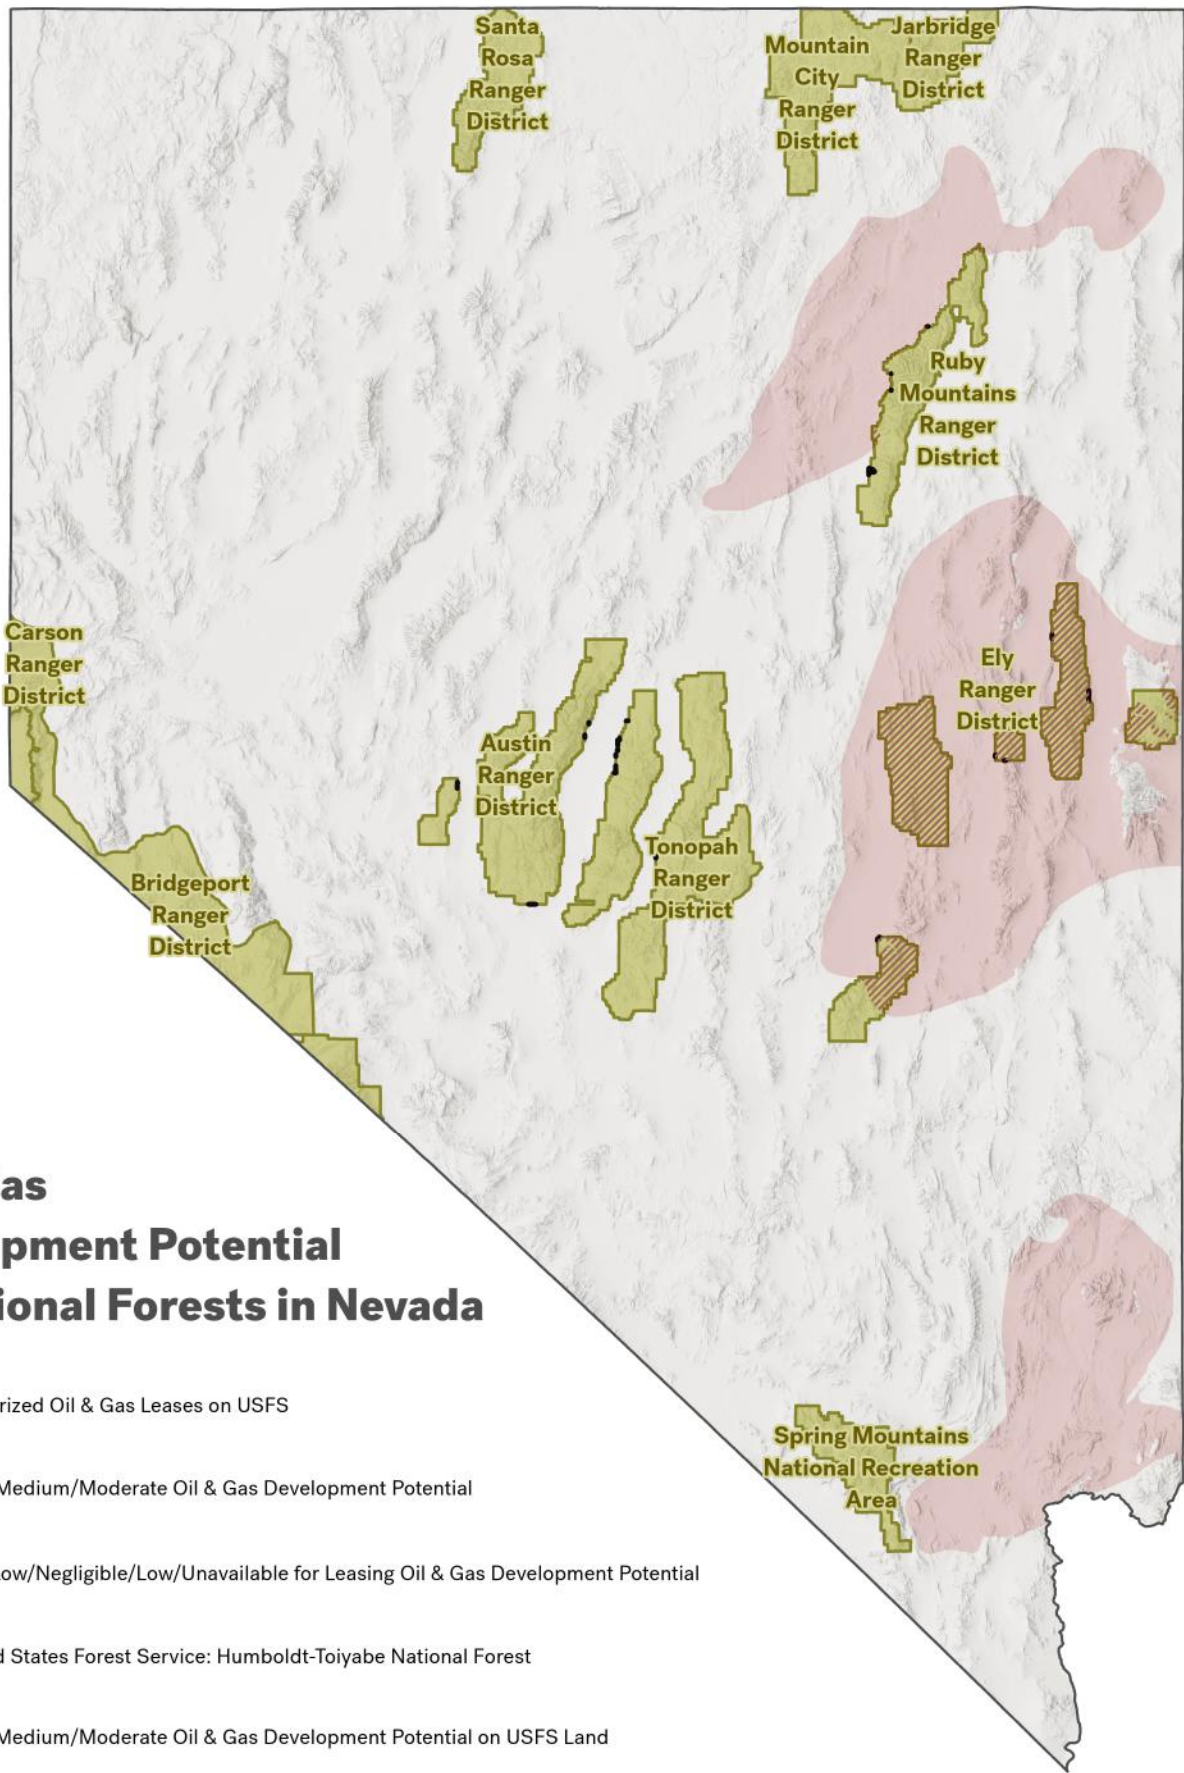 Santa
Rosa
Ranger
District
Mountain
City
Ranger
District
Jarbridge
Ranger
District
Ruby
Mountains
Ranger
District
Carson
Ranger
District
Ely
Ranger
District
Austin
Ranger
District
Tonopah
Ranger
District
Bridgeport
Ranger
District
Spring Mountains
National Recreation
Area
as
pment Potential
ional Forests in Nevada
rized Oil & Gas Leases on USFS
Medium/Moderate Oil & Gas Development Potential
ow/Negligible/Low/Unavailable for Leasing Oil & Gas Development Potential
d States Forest Service: Humboldt-Toiyabe National Forest
Medium/Moderate Oil & Gas Development Potential on USFS Land